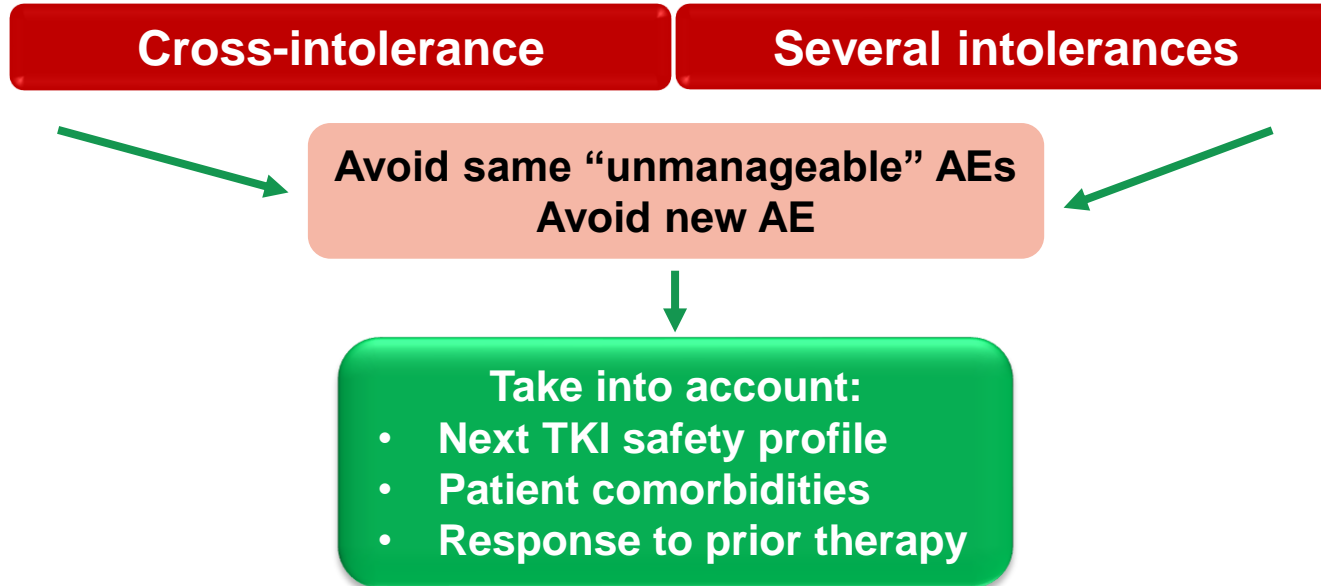 Cross-intolerance
Several intolerances
Avoid same “unmanageable” AEs
Avoid new AE
Take into account:
• Next TKI safety profile
• Patient comorbidities
• Response to prior therapy